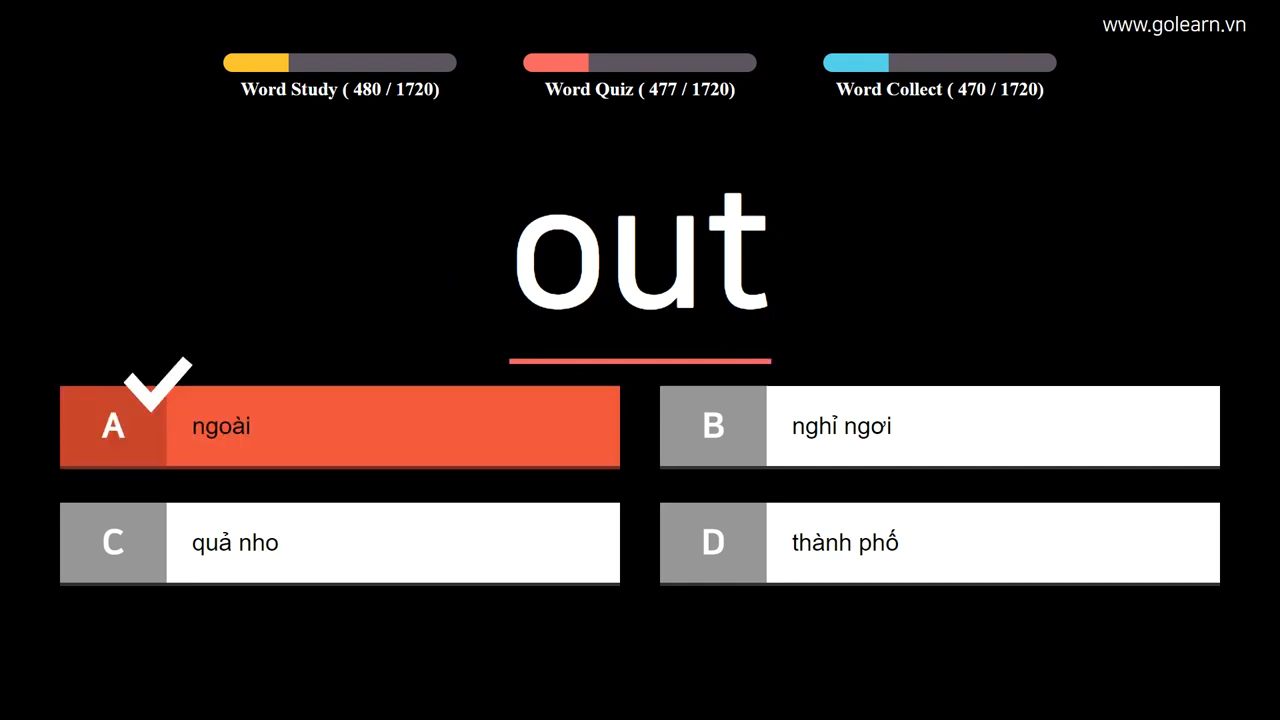 www.golearn.vn
Word Study ( 480 / 1720)
Word Quiz ( 477 / 1720)
Word Collect ( 470 / 1720)
out
A ngoài
B nghỉ ngơi
C quả nho
D thành phố